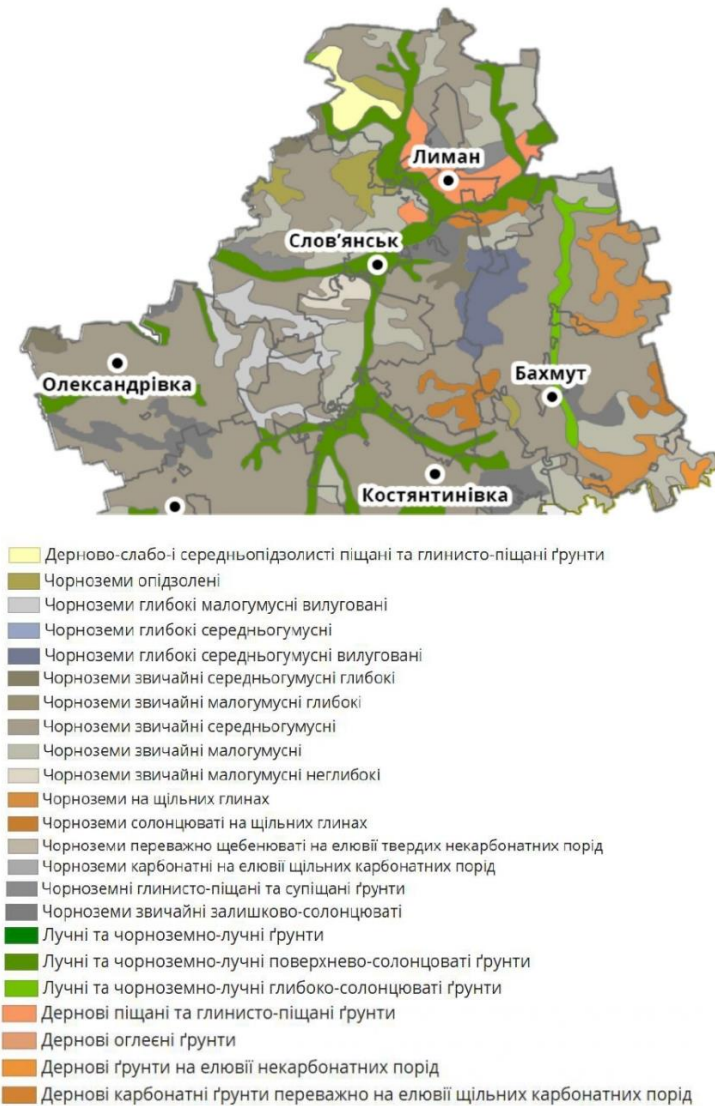 Лиман
Слов'янськ
Бахмут
Олександрівка
Костянтинівка
Дерново-слабо-і середньопідзолисті піщані та глинисто-піщані ґрунти
Чорноземи опідзолені
Чорноземи глибокі малогумусні вилуговані
Чорноземи глибокі середньогумусні
Чорноземи глибокі середньогумусні вилуговані
Чорноземи звичайні середньогумусні глибокі
Чорноземи звичайні малогумусні глибокі
Чорноземи звичайні середньогумусні
Чорноземи звичайні малогумусні
Чорноземи звичайні малогумусні неглибокі
Чорноземи на щільних глинах
Чорноземи солонцюваті на щільних глинах
Чорноземи переважно щебенюваті на елювії твердих некарбонатних порід
Чорноземи карбонатні на елювії щільних карбонатних порід
Чорноземні глинисто-піщані та супіщані ґрунти
Чорноземи звичайні залишково-солонцюваті
Лучні та чорноземно-лучні ґрунти
Лучні та чорноземно-лучні поверхнево-солонцоваті ґрунти
Лучні та чорноземно-лучні глибоко-солонцюваті ґрунти
Дернові піщані та глинисто-піщані ґрунти
Дернові оглеєні ґрунти
Дернові ґрунти на елювії некарбонатних порід
Дернові карбонатні ґрунти переважно на елювії щільних карбонатних порід